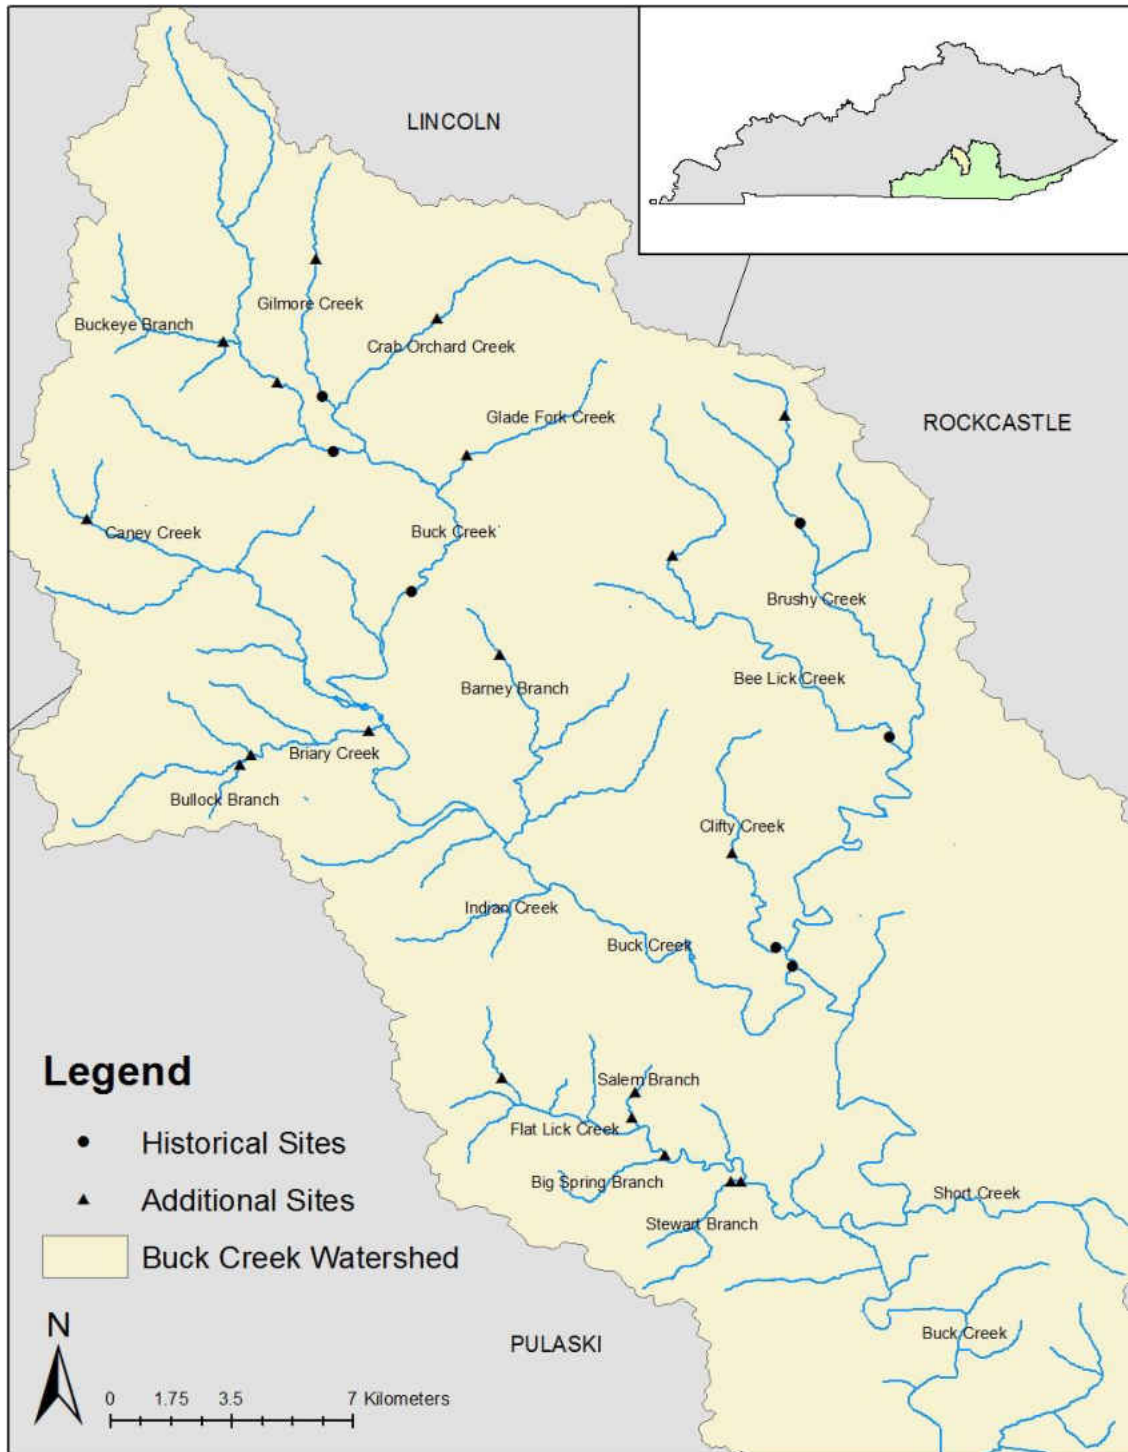 LINCOLN
Gilmore Creek
Buckeye Branch
Crab Orchard Creek
Glade Fork Creek
ROCKCASTLE
Caney Creek
Buck Creek
Brushy Creek
Bee Lick Creek
Barney Branch
Briary Creek
Bullock Branch
Clifty Creek
Indian Creek
Buck Creek
Salem Branch
Flat Lick Creek
Big Spring Branch
Short Creek
Stewart Branch
Buck Creek
PULASKI
Legend
Historical Sites
Additional Sites
Buck Creek Watershed
N
0 1.75 3.5 7 Kilometers